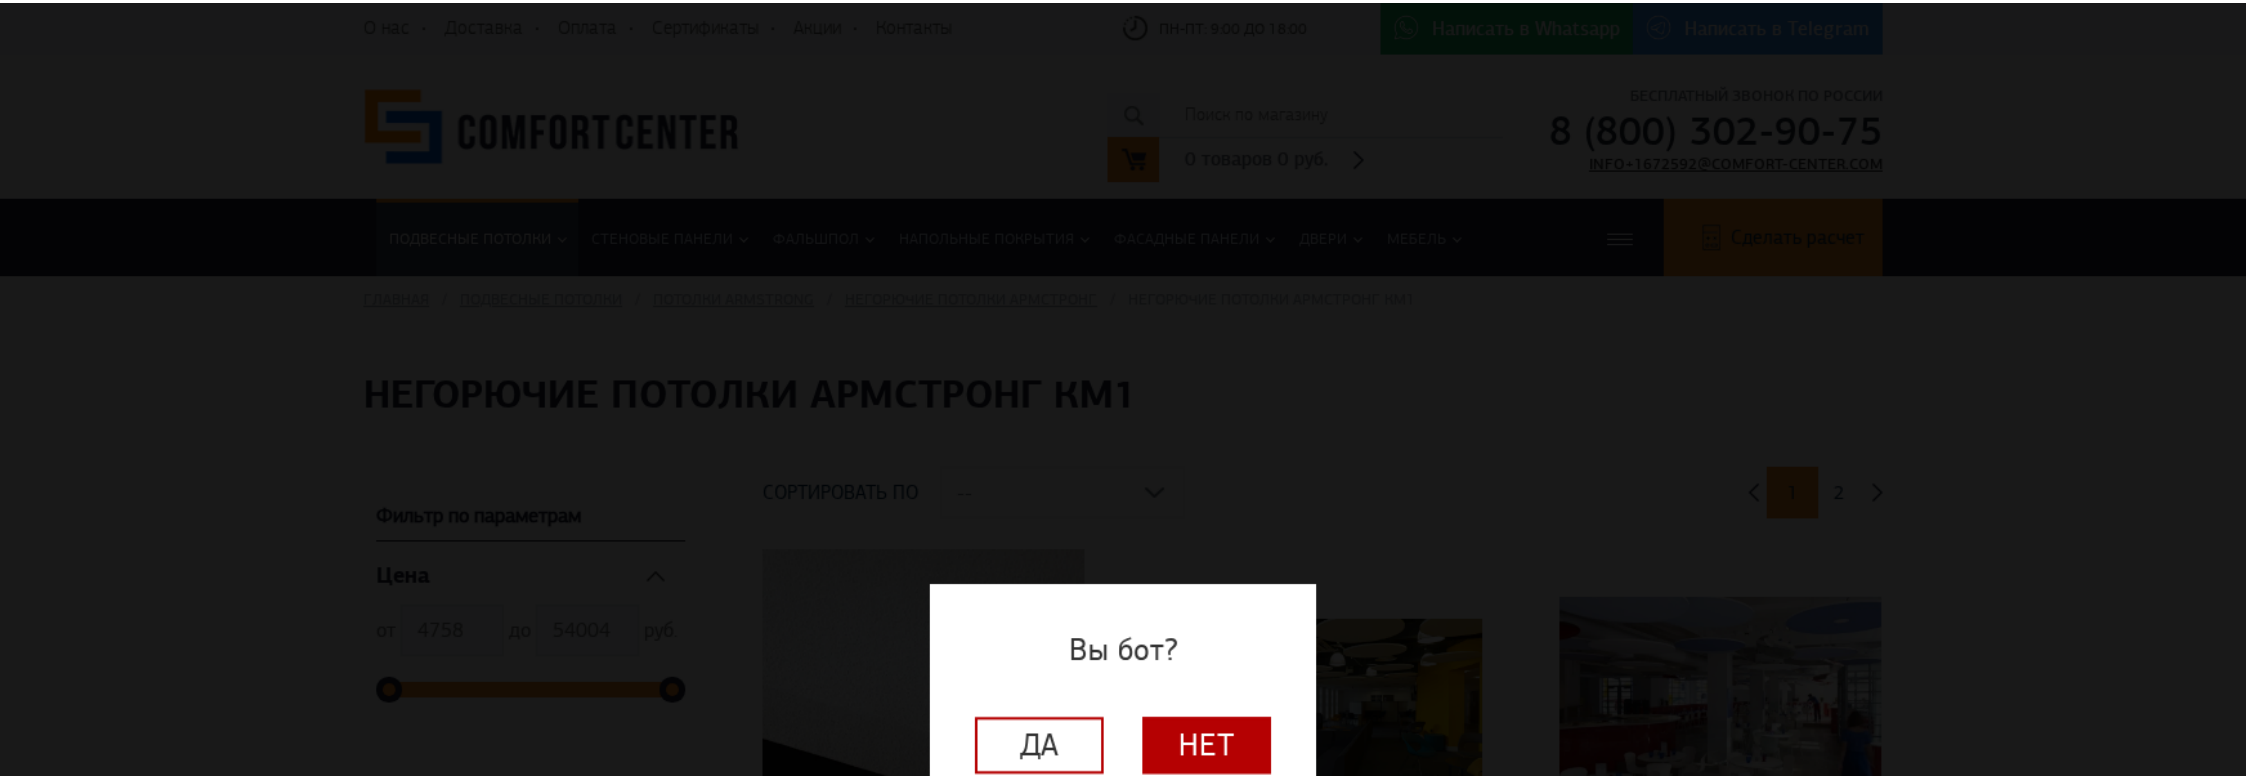 О нас · Доставка · Оплата · Сертификаты · Акции · Контакты
ПН-ПТ: 9:00 ДО 18:00
Написать в Whatsapp
Написать в Telegram
COMFORT CENTER
Поиск по магазину
0 товаров 0 руб.
БЕСПЛАТНЫЙ ЗВОНОК ПО РОССИИ
8 (800) 302-90-75
INFO+1672592@COMFORT-CENTER.COM
ПОДВЕСНЫЕ ПОТОЛКИ СТЕНОВЫЕ ПАНЕЛИ ФАЛЬШПОЛ НАПОЛЬНЫЕ ПОКРЫТИЯ ФАСАДНЫЕ ПАНЕЛИ ДВЕРИ МЕБЕЛЬ
Сделать расчет
ГЛАВНАЯ / ПОДВЕСНЫЕ ПОТОЛКИ / ПОТОЛКИ ARMSTRONG / НЕГОРЮЧИЕ ПОТОЛКИ АРМСТРОНГ / НЕГОРЮЧИЕ ПОТОЛКИ АРМСТРОНГ КМ1
НЕГОРЮЧИЕ ПОТОЛКИ АРМСТРОНГ КМ1
СОРТИРОВАТЬ ПО --
1 2
Фильтр по параметрам
Цена
от 4758 до 54004 руб.
Вы бот?
ДА НЕТ